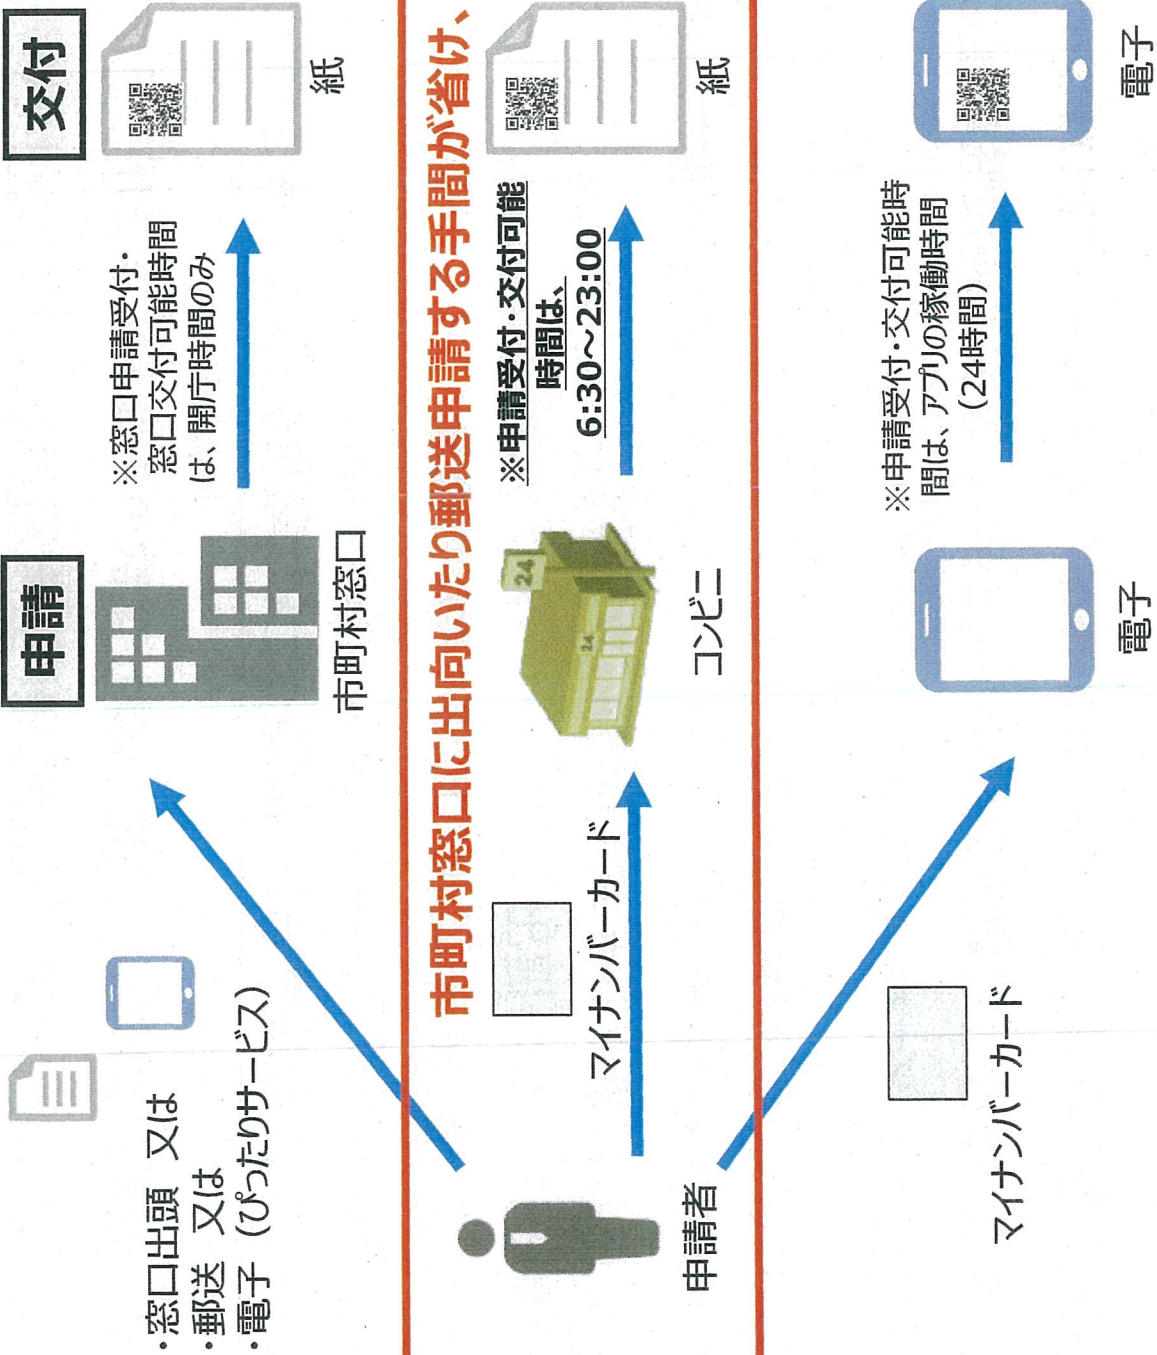 申請
交付
・窓口出頭 又は
・郵送 又は
・電子（ぴったりサービス）
市町村窓口
※窓口申請受付・
窓口交付可能時間
は、開庁時間のみ
紙
市町村窓口に出向いたり郵送申請する手間が省け、
申請者
マイナンバーカード
24
24
コンビニ
※申請受付・交付可能
時間は、
6:30～23:00
紙
マイナンバーカード
電子
※申請受付・交付可能時
間は、アプリの稼働時間
（24時間）
電子